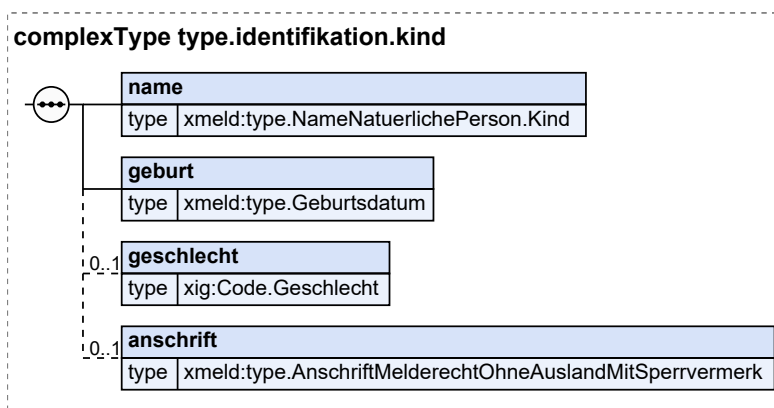 complexType type.identifikation.kind
name
type xmeld:type.NameNatuerlichePerson.Kind
geburt
type xmeld:type.Geburtsdatum
0..1 geschlecht
type xig:Code.Geschlecht
0..1 anschrift
type xmeld:type.AnschriftMelderechtOhneAuslandMitSperrvermerk